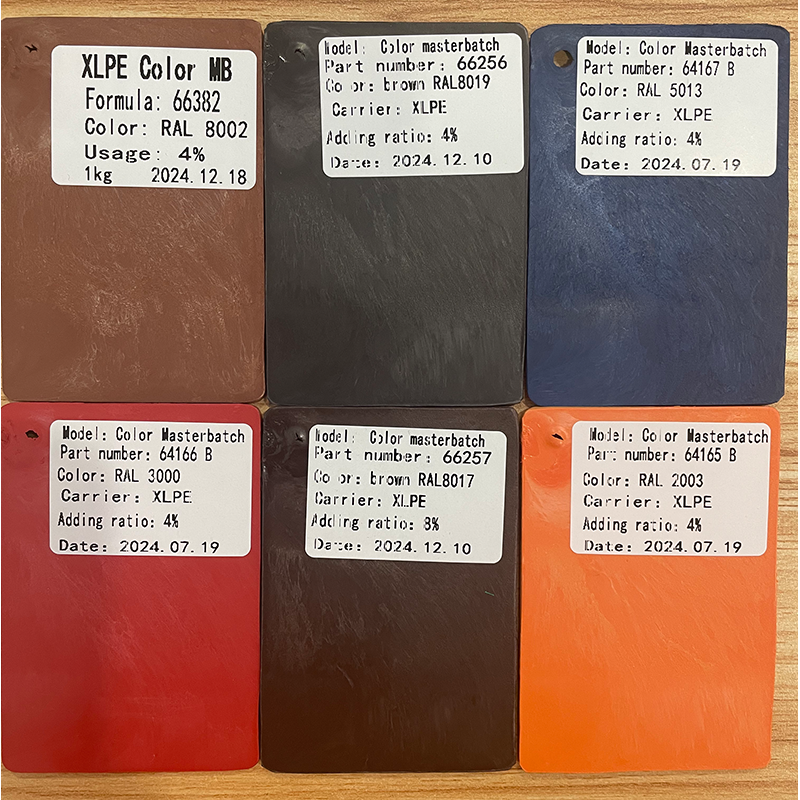 XLPE Color MB
Formula: 66382
Color: RAL 8002
Usage: 4%
1kg 2024.12.18
Model: Color masterbatch
Part number: 66256
Color: brown RAL8019
Carrier: XLPE
Adding ratio: 4%
Date: 2024.12.10
Model: Color Masterbatch
Part number: 64167 B
Color: RAL 5013
Carrier: XLPE
Adding ratio: 4%
Date: 2024.07.19
Model: Color Masterbatch
Part number: 64166 B
Color: RAL 3000
Carrier: XLPE
Adding ratio: 4%
Date: 2024.07.19
Model: Color masterbatch
Part number: 66257
Color: brown RAL8017
Carrier: XLPE
Adding ratio: 8%
Date: 2024.12.10
Model: Color Masterbatch
Part number: 64165 B
Color: RAL 2003
Carrier: XLPE
Adding ratio: 4%
Date: 2024.07.19